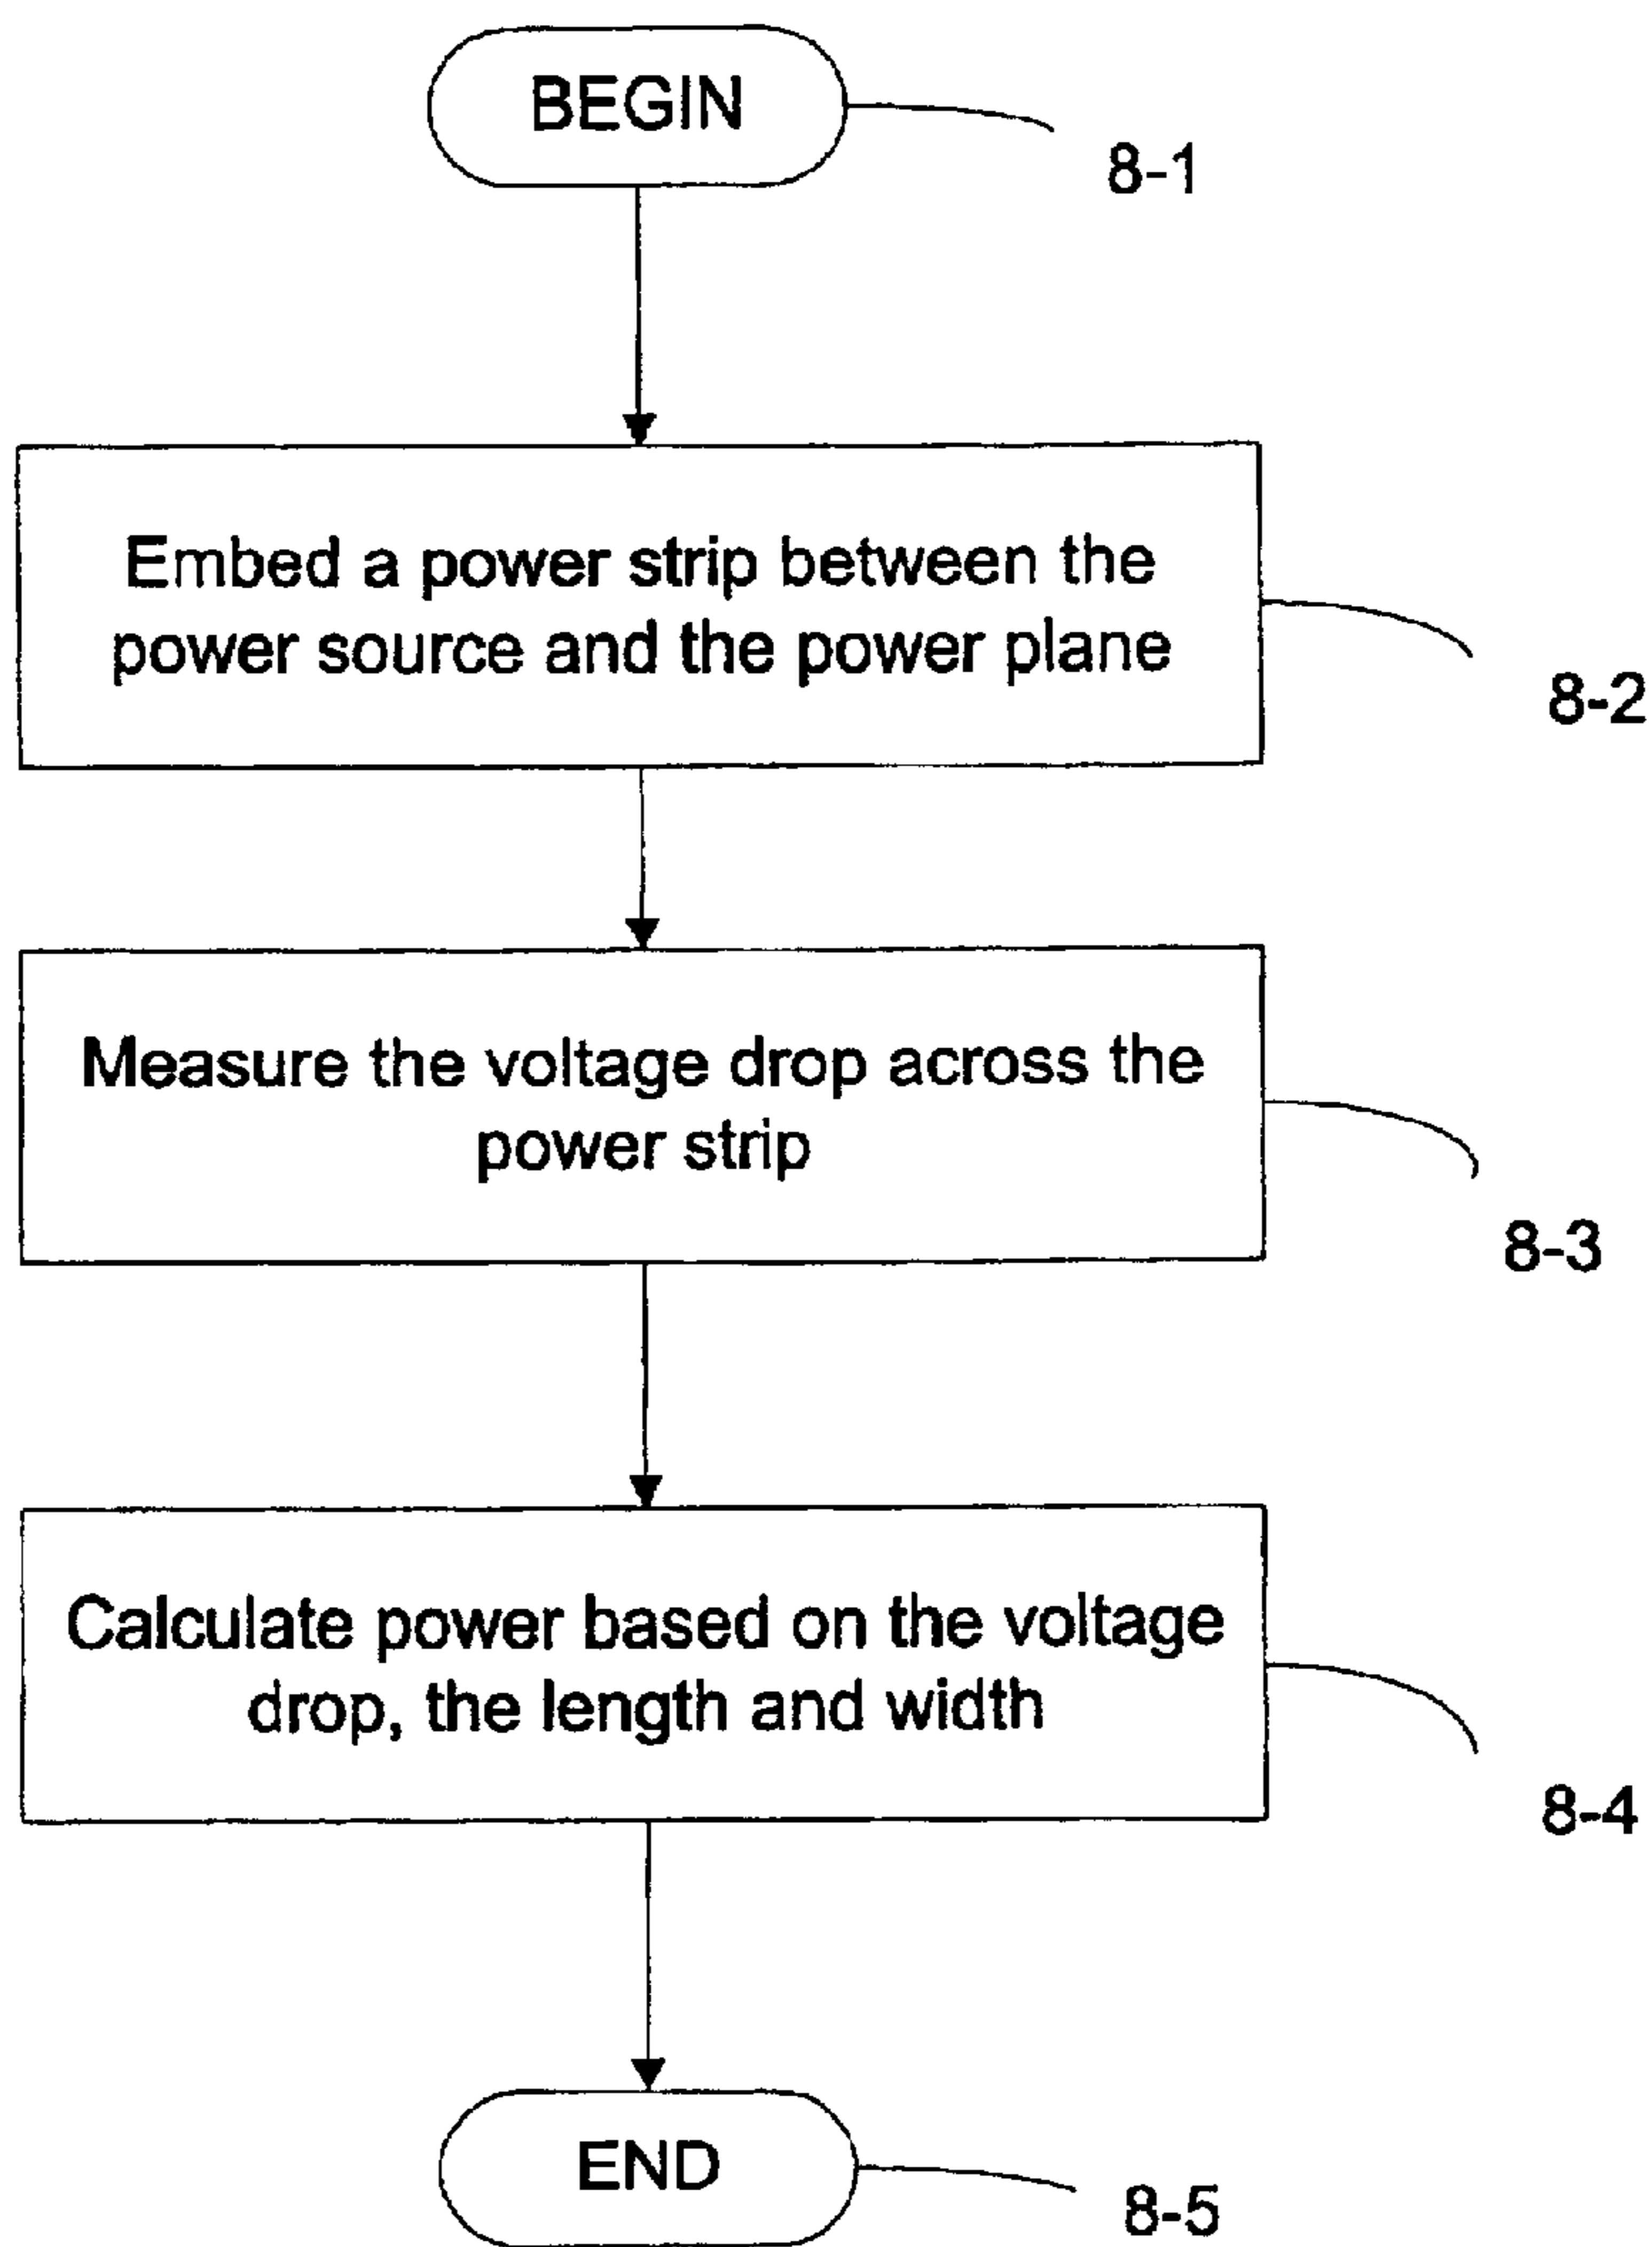 BEGIN
8-1
Embed a power strip between the
power source and the power plane
8-2
Measure the voltage drop across the
power strip
8-3
Calculate power based on the voltage
drop, the length and width
8-4
END
8-5